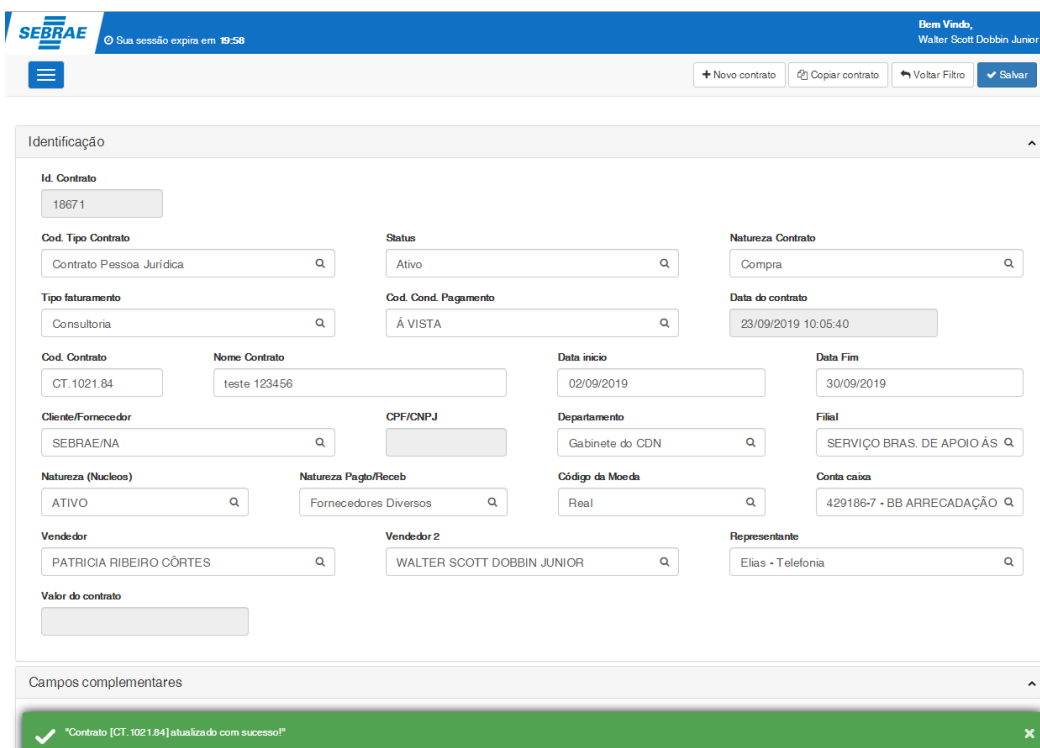 SEBRAE
Sua sessão expira em 19:58
Bem Vindo,
Walter Scott Dobbin Junior
Novo contrato
Copiar contrato
Voltar Filtro
Salvar
Identificação
Id. Contrato
18671
Cod. Tipo Contrato Status Natureza Contrato
Contrato Pessoa Jurídica Ativo Compra
Tipo faturamento Cod. Cond. Pagamento Data do contrato
Consultoria Á VISTA 23/09/2019 10:05:40
Cod. Contrato Nome Contrato Data inicio Data Fim
CT.1021.84 teste 123456 02/09/2019 30/09/2019
Cliente/Fornecedor CPF/CNPJ Departamento Filial
SEBRAE/NA Gabinete do CDN SERVIÇO BRAS. DE APOIO ÀS
Natureza (Nucleos) Natureza Pagto/Receb Código da Moeda Conta caixa
ATIVO Fornecedores Diversos Real 429186-7 - BB ARRECADAÇÃO
Vendedor Vendedor 2 Representante
PATRICIA RIBEIRO CÔRTES WALTER SCOTT DOBBIN JUNIOR Elias - Telefonia
Valor do contrato
Campos complementares
"Contrato [CT.1021.84] atualizado com sucesso!"